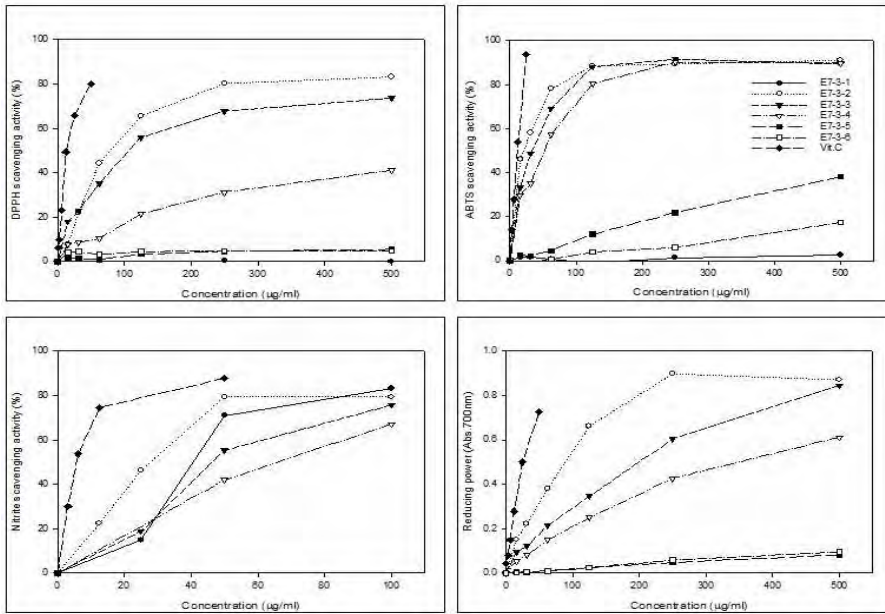 DPPH scavenging activity (%)
100
80
60
40
20
0
0 100 200 300 400 500
Concentration (μg/ml)
ABTS scavenging activity (%)
100
80
60
40
20
0
0 100 200 300 400 500
Concentration (μg/ml)
E7-3-1
E7-3-2
E7-3-3
E7-3-4
E7-3-5
E7-3-6
Vit.C
Nitrite scavenging activity (%)
100
80
60
40
20
0
0 20 40 60 80 100
Concentration (μg/ml)
Reducing power (Abs.700nm)
1.0
0.8
0.6
0.4
0.2
0.0
0 100 200 300 400 500
Concentration (μg/ml)